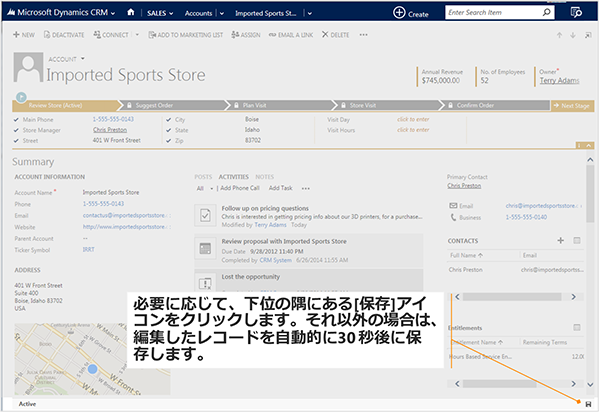 Microsoft Dynamics CRM
SALES
Accounts
Imported Sports St...
Create
Enter Search Item
NEW
DEACTIVATE
CONNECT
ADD TO MARKETING LIST
ASSIGN
EMAIL A LINK
DELETE
ACCOUNT
Imported Sports Store
Annual Revenue
$745,000.00
No. of Employees
52
Owner*
Terry Adams
Review Store (Active)
Suggest Order
Plan Visit
Store Visit
Confirm Order
Next Stage
Main Phone 1-555-555-0143
City Boise
Visit Day click to enter
Store Manager Chris Preston
State Idaho
Visit Hours click to enter
Street 401 W Front Street
Zip 83702
Summary
ACCOUNT INFORMATION
Account Name * Imported Sports Store
Phone 1-555-555-0143
Email contactus@importedsportsstore.
Website http://www.importedsportsstore.
Parent Account --
Ticker Symbol IRRT
ADDRESS
401 W Front Street
Suite 400
Boise, Idaho, 83702
USA
POSTS ACTIVITIES NOTES
All Add Phone Call Add Task ...
Follow up on pricing questions
Chris is interested in getting pricing info about our 3D printers, for a purchase...
Modified by Terry Adams Today
Review proposal with Imported Sports Store
Due Date 9/28/2012 11:40 PM
Completed by CRM System 6/26/2014 11:55 AM
Lost the opportunity
Primary Contact
Chris Preston
Email chris@importedsportsstore
Business 1-555-555-0140
CONTACTS
Full Name Email
Chris Preston chris@importedsp
Entitlements
Entitlement Name Remaining Terms
Hours Based Service En... 12.00
必要に応じて、下位の隅にある[保存]アイ
コンをクリックします。それ以外の場合は、
編集したレコードを自動的に30 秒後に保
存します。
Active